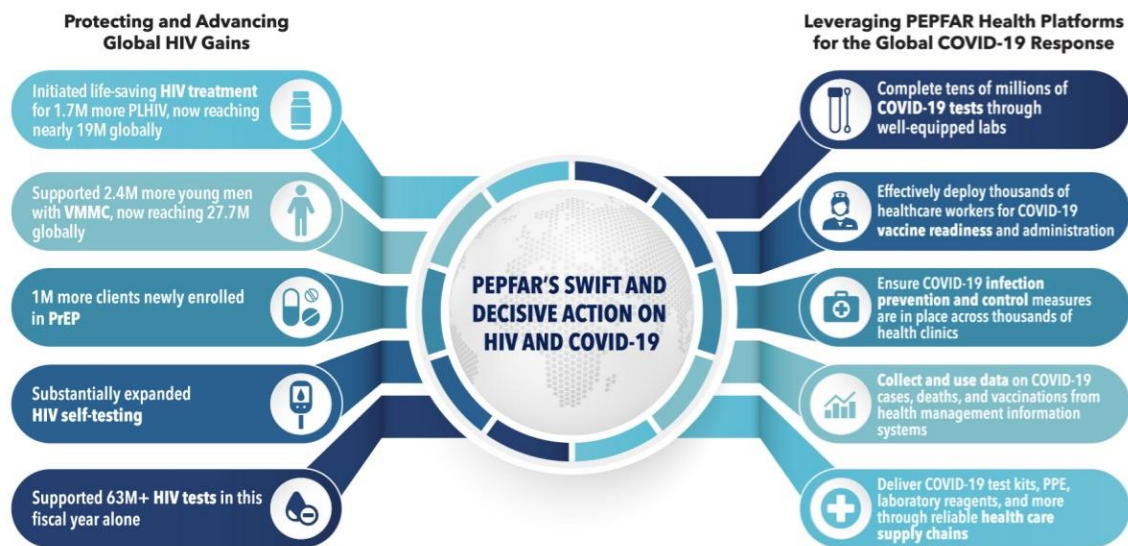 Protecting and Advancing
Global HIV Gains
Initiated life-saving HIV treatment
for 1.7M more PLHIV, now reaching
nearly 19M globally
Supported 2.4M more young men
with VMMC, now reaching 27.7M
globally
1M more clients newly enrolled
in PrEP
Substantially expanded
HIV self-testing
Supported 63M+ HIV tests in this
fiscal year alone
PEPFAR'S SWIFT AND
DECISIVE ACTION ON
HIV AND COVID-19
Leveraging PEPFAR Health Platforms
for the Global COVID-19 Response
Complete tens of millions of
COVID-19 tests through
well-equipped labs
Effectively deploy thousands of
healthcare workers for COVID-19
vaccine readiness and administration
Ensure COVID-19 infection
prevention and control measures
are in place across thousands of
health clinics
Collect and use data on COVID-19
cases, deaths, and vaccinations from
health management information
systems
Deliver COVID-19 test kits, PPE,
laboratory reagents, and more
through reliable health care
supply chains